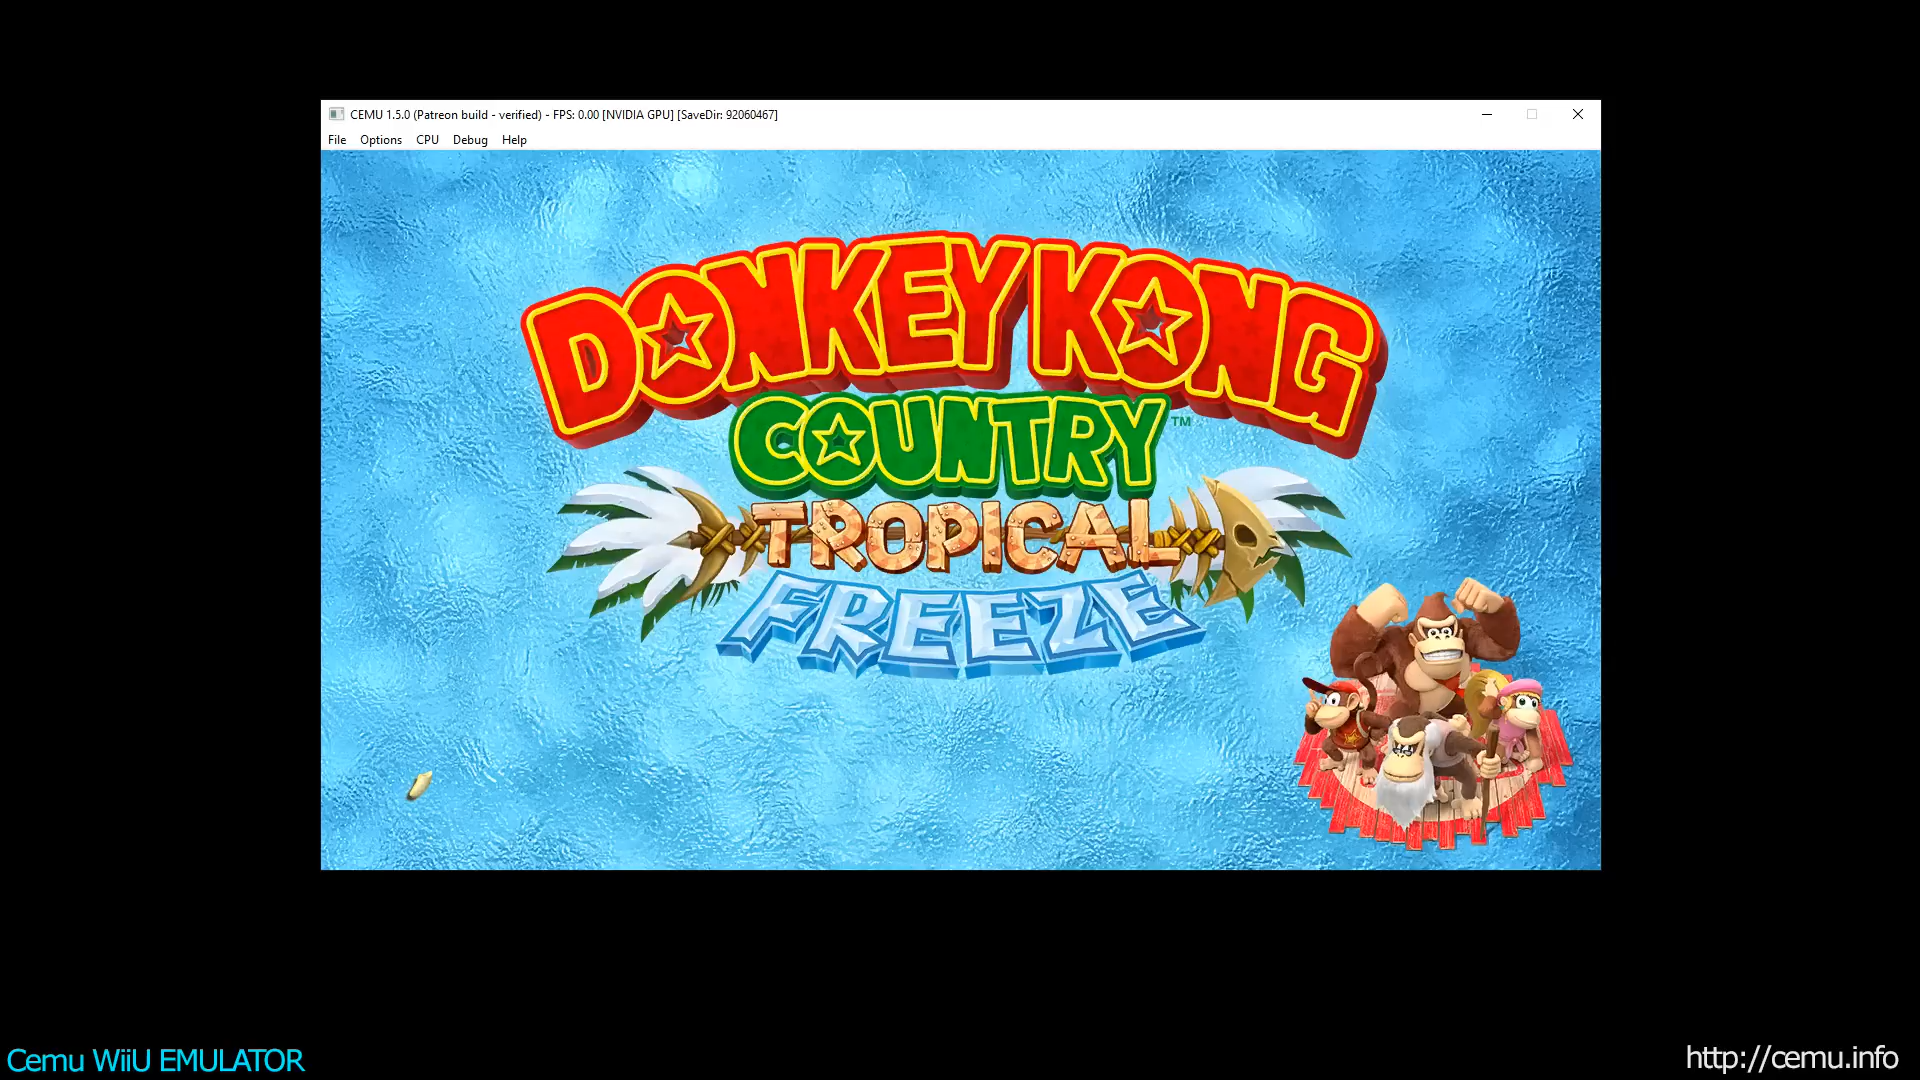 CEMU 1.5.0 (Patreon build - verified) - FPS: 0.00 [NVIDIA GPU] [SaveDir: 92060467]
File Options CPU Debug Help
DONKEY KONG
COUNTRY™
TROPICAL
FREEZE
Cemu WiiU EMULATOR
http://cemu.info